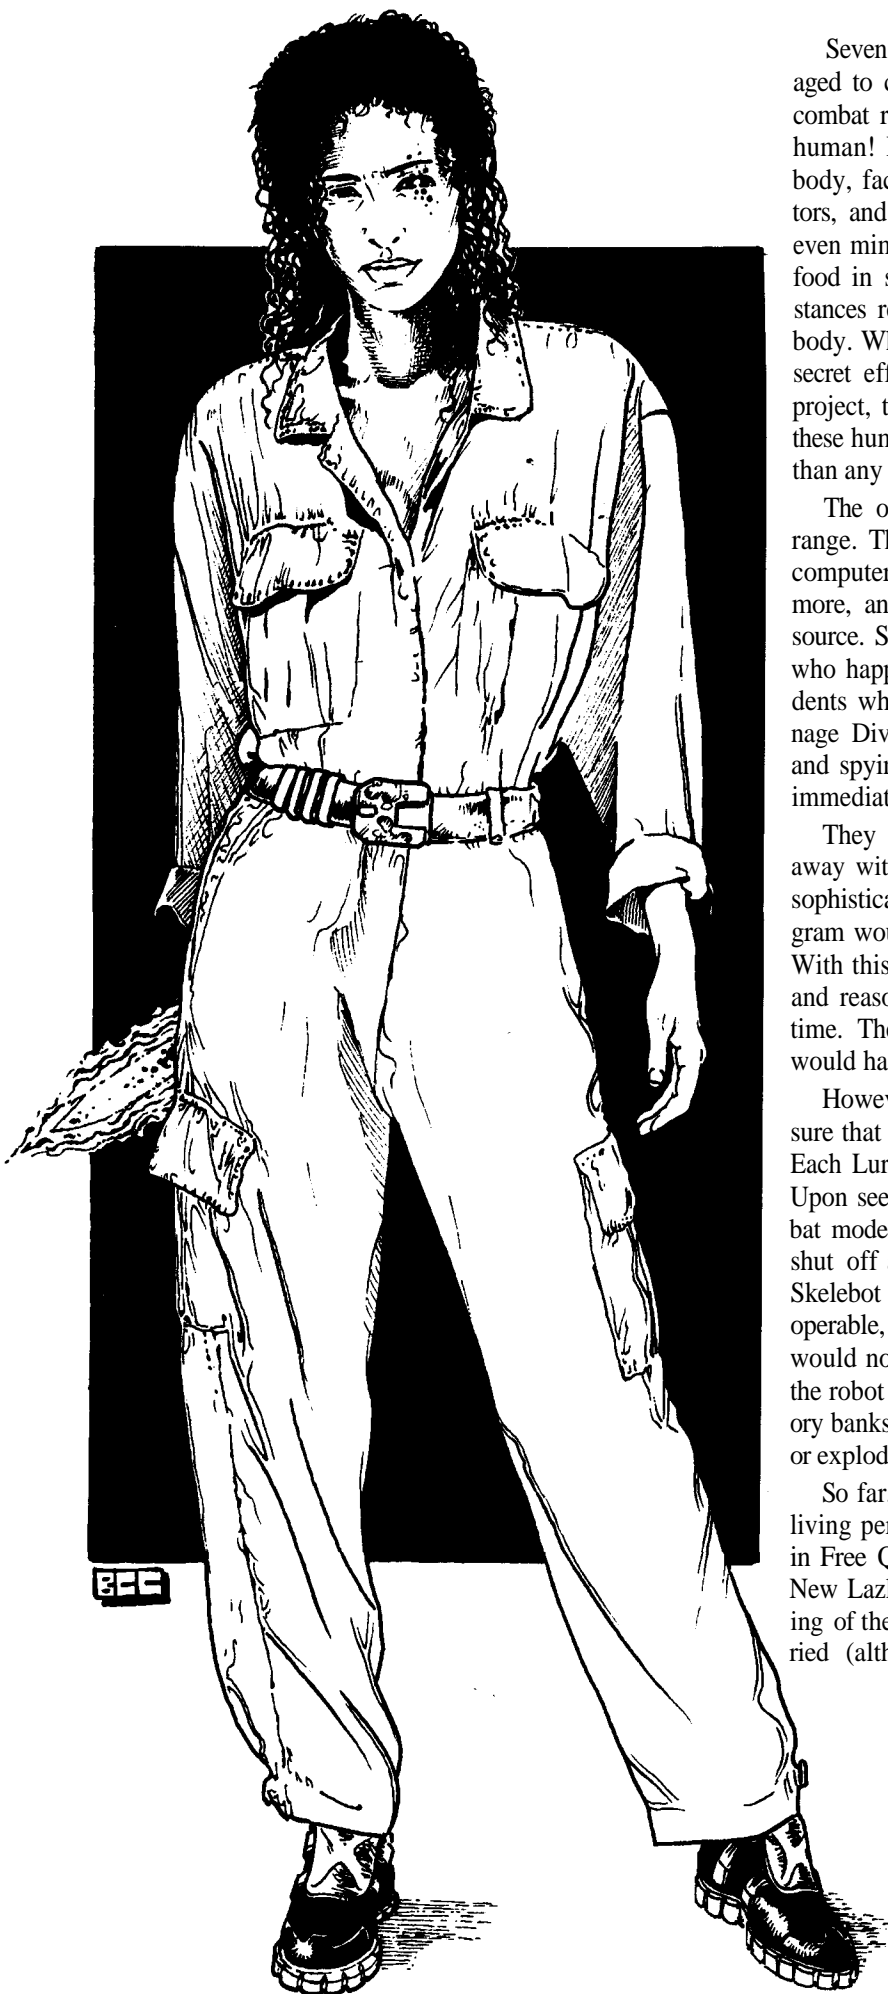 Seven
aged to c
combat r
human!
body, fac
tors, and
even min
food in s
stances re
body. Wh
secret eff
project, t
these hum
than any
The o
range. Th
computer
more, an
source. S
who happ
dents wh
nage Div
and spyin
immediat
They
away wit
sophistica
gram wou
With this
and reaso
time. The
would ha
Howev
sure that
Each Lur
Upon see
bat mode
shut off
Skelebot
operable,
would no
the robot
ory banks
or explod
So far,
living per
in Free Q
New Lazl
ing of the
ried (alth
BCC